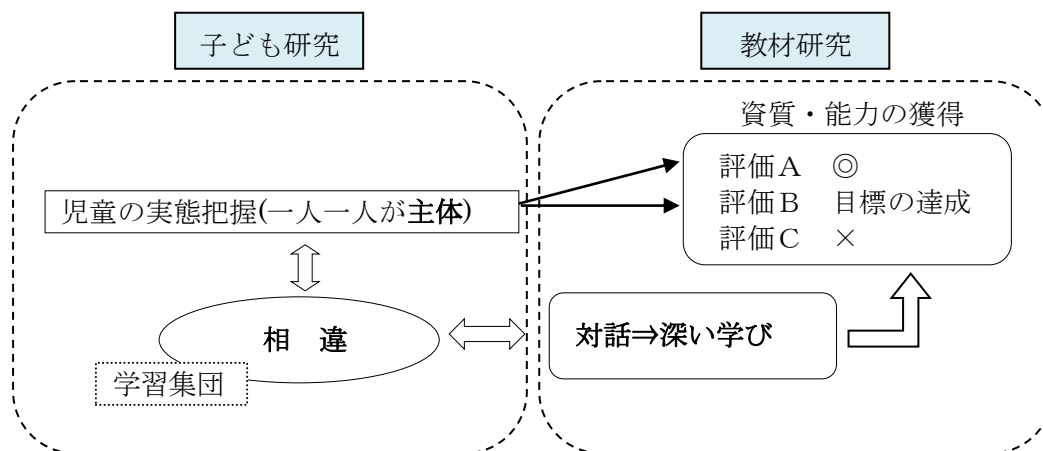 子ども研究
教材研究
資質・能力の獲得
評価A ◎
評価B 目標の達成
評価C ×
児童の実態把握(一人一人が主体)
相 違
学習集団
対話⇒深い学び